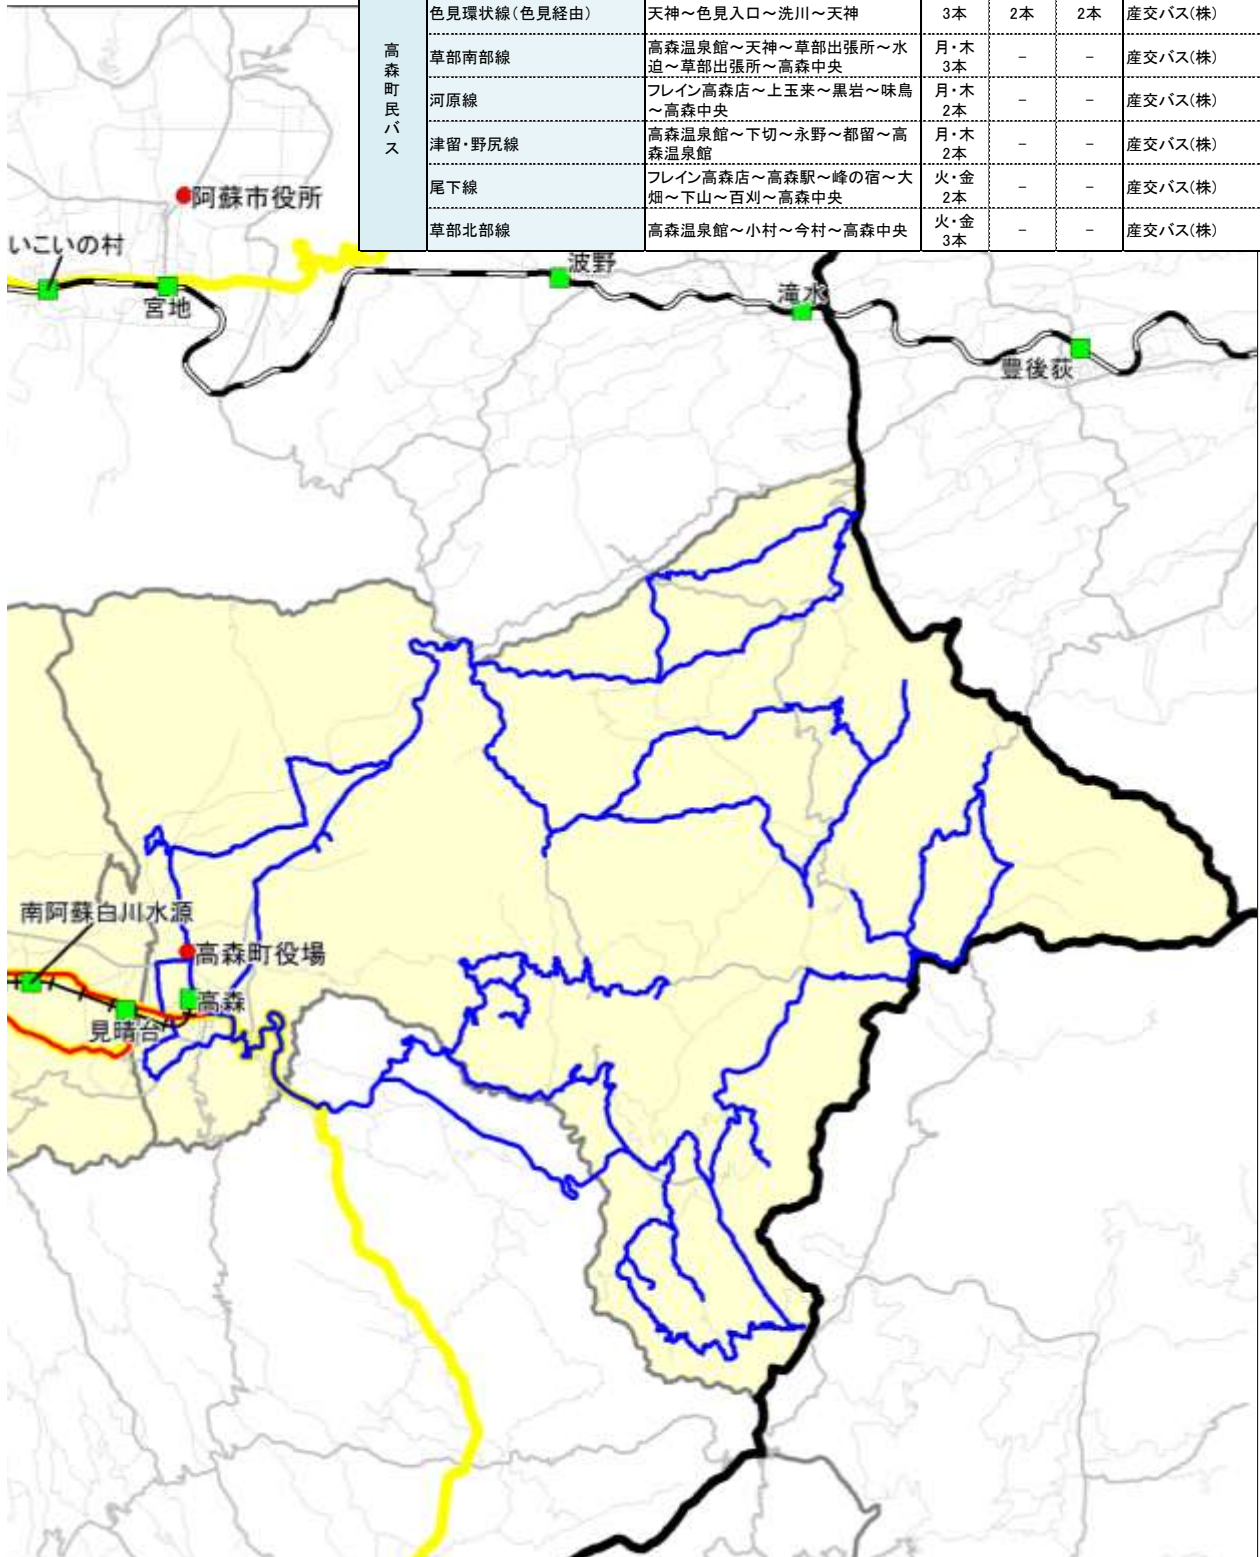 高森町民バス
色見環状線(色見経由) 天神～色見入口～洗川～天神 3本 2本 2本 産交バス(株)
草部南部線 高森温泉館～天神～草部出張所～水 月・木 - - 産交バス(株)
迫～草部出張所～高森中央 3本
河原線 フレイン高森店～上玉来～黒岩～味鳥 月・木 - - 産交バス(株)
～高森中央 2本
津留・野尻線 高森温泉館～下切～永野～都留～高 月・木 - - 産交バス(株)
森温泉館 2本
尾下線 フレイン高森店～高森駅～峰の宿～大 火・金 - - 産交バス(株)
畑～下山～百刈～高森中央 2本
草部北部線 高森温泉館～小村～今村～高森中央 火・金 - - 産交バス(株)
3本
阿蘇市役所
いこいの村
宮地
波野
滝水
豊後荻
南阿蘇白川水源
高森町役場
高森
見晴台